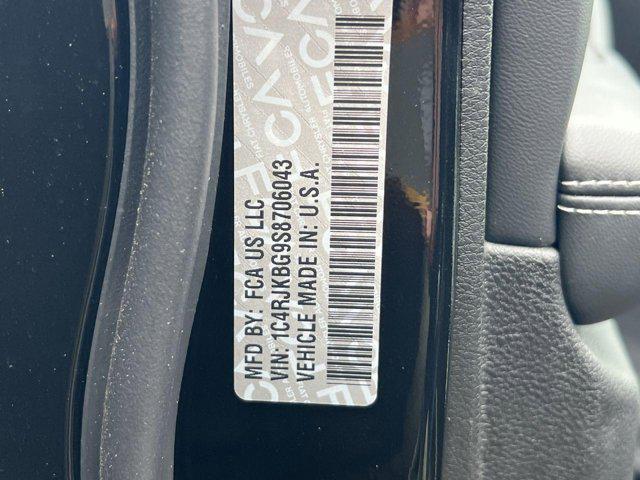 MFD BY: FCA US LLC
VIN: 1C4RJKBG9S8706043
VEHICLE MADE IN: U.S.A.